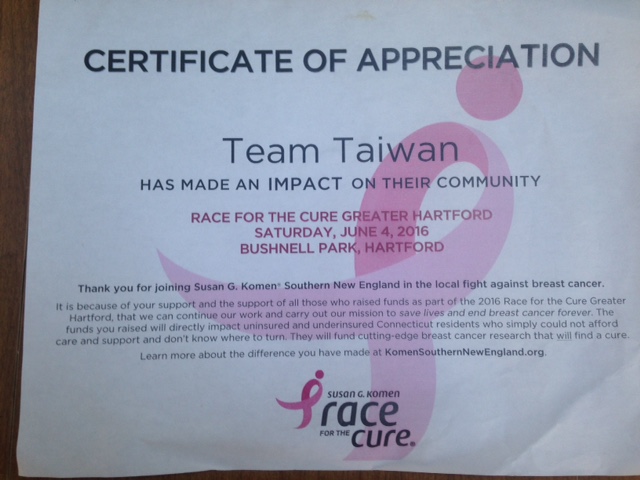 CERTIFICATE OF APPRECIATION
Team Taiwan
HAS MADE AN IMPACT ON THEIR COMMUNITY
RACE FOR THE CURE GREATER HARTFORD
SATURDAY, JUNE 4, 2016
BUSHNELL PARK, HARTFORD
Thank you for joining Susan G. Komen® Southern New England in the local fight against breast cancer.
It is because of your support and the support of all those who raised funds as part of the 2016 Race for the Cure Greater
Hartford, that we can continue our work and carry out our mission to save lives and end breast cancer forever. The
funds you raised will directly impact uninsured and underinsured Connecticut residents who simply could not afford
care and support and don't know where to turn. They will fund cutting-edge breast cancer research that will find a cure.
Learn more about the difference you have made at KomenSouthernNewEngland.org.
SUSAN G. KOMEN
race
FOR THE cure®